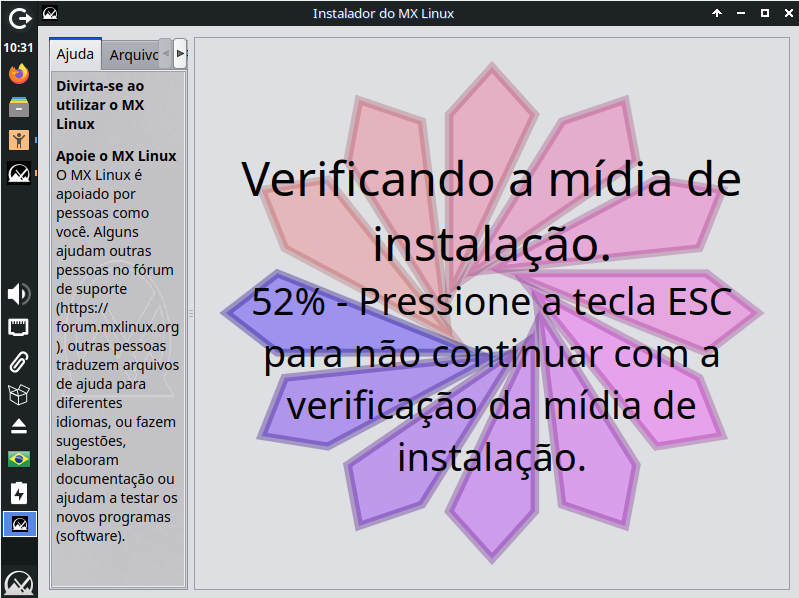 Instalador do MX Linux
10:31
Ajuda
Arquivo
Divirta-se ao
utilizar o MX
Linux
Apoie o MX Linux
O MX Linux é
apoiado por
pessoas como
você. Alguns
ajudam outras
pessoas no fórum
de suporte
(https://
forum.mxlinux.org
), outras pessoas
traduzem arquivos
de ajuda para
diferentes
idiomas, ou fazem
sugestões,
elaboram
documentação ou
ajudam a testar os
novos programas
(software).
Verificando a mídia de
instalação.
52% - Pressione a tecla ESC
para não continuar com a
verificação da mídia de
instalação.